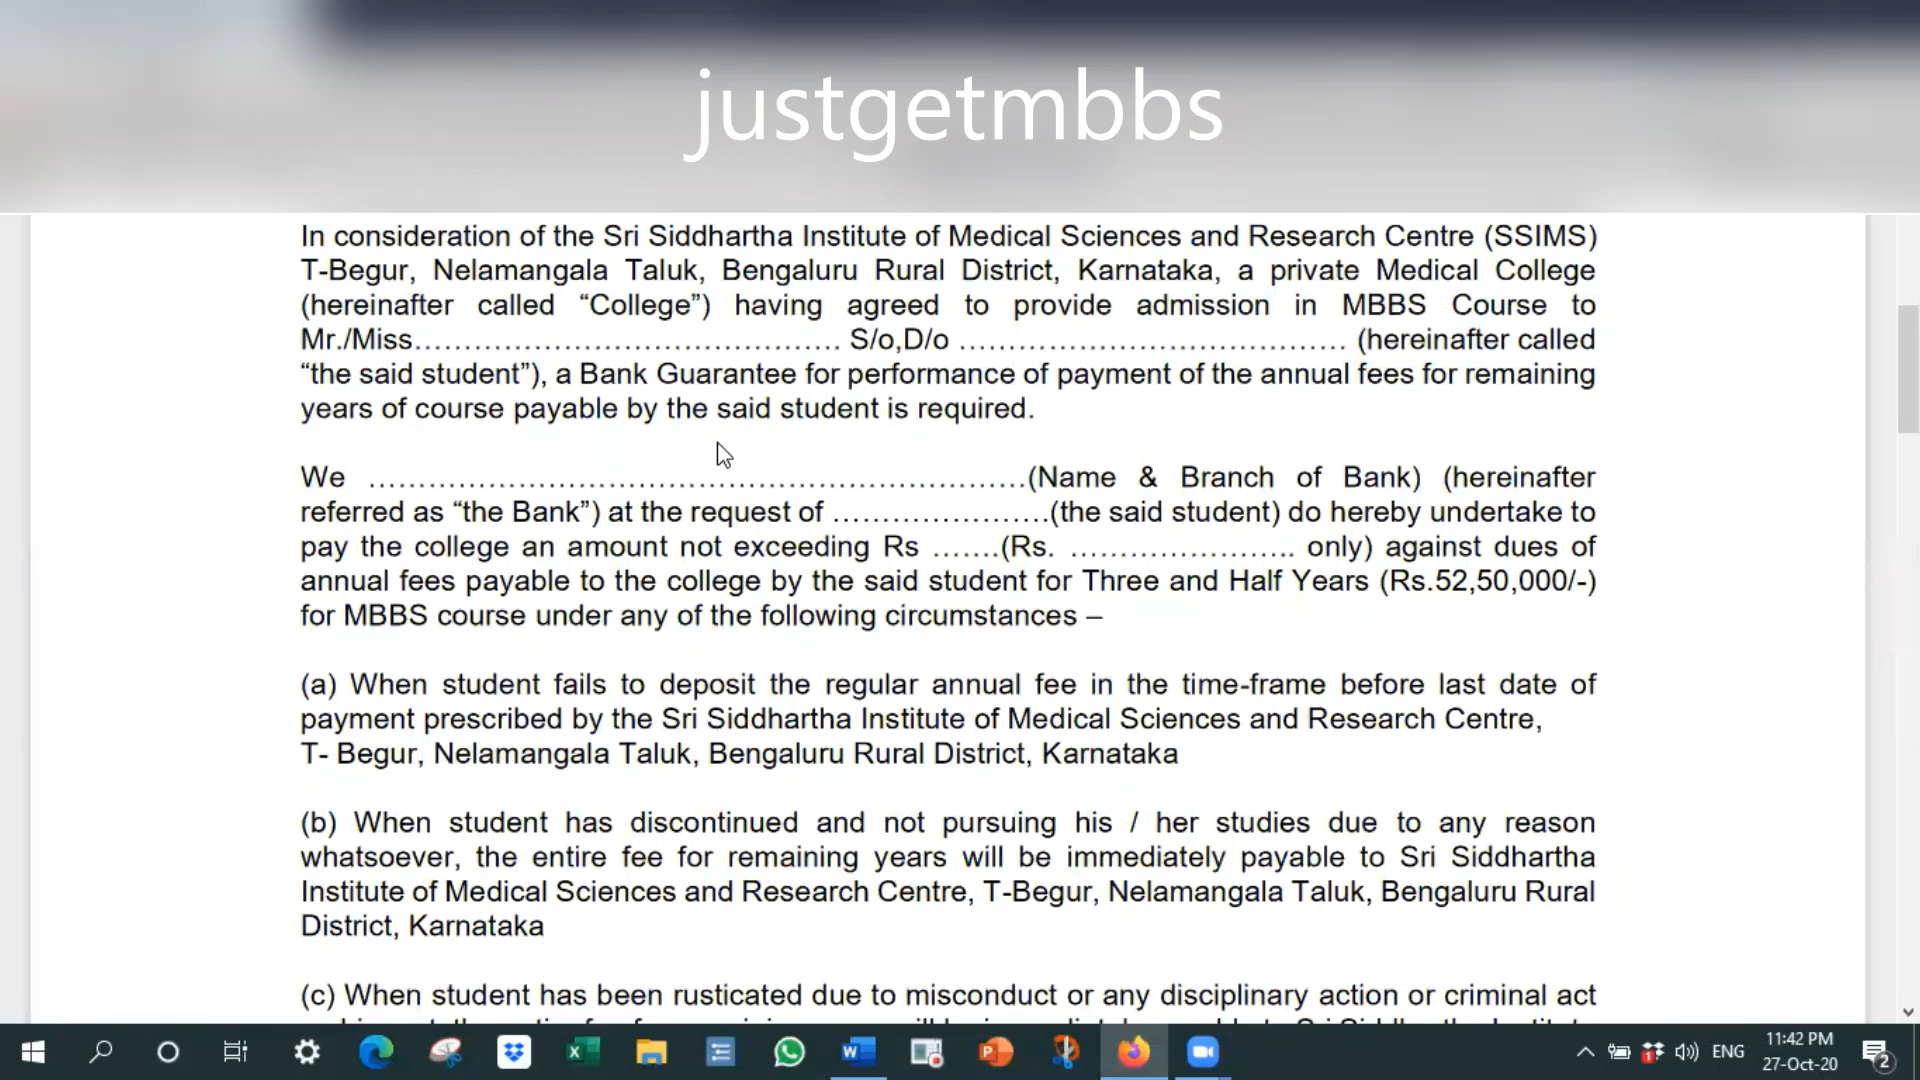 justgetmbbs
In consideration of the Sri Siddhartha Institute of Medical Sciences and Research Centre (SSIMS)
T-Begur, Nelamangala Taluk, Bengaluru Rural District, Karnataka, a private Medical College
(hereinafter called “College”) having agreed to provide admission in MBBS Course to
Mr./Miss……………………………………. S/o,D/o ………………………………… (hereinafter called
“the said student”), a Bank Guarantee for performance of payment of the annual fees for remaining
years of course payable by the said student is required.
We …………………………………………………………(Name & Branch of Bank) (hereinafter
referred as “the Bank”) at the request of ………………….(the said student) do hereby undertake to
pay the college an amount not exceeding Rs …….(Rs. ………………….. only) against dues of
annual fees payable to the college by the said student for Three and Half Years (Rs.52,50,000/-)
for MBBS course under any of the following circumstances –
(a) When student fails to deposit the regular annual fee in the time-frame before last date of
payment prescribed by the Sri Siddhartha Institute of Medical Sciences and Research Centre,
T- Begur, Nelamangala Taluk, Bengaluru Rural District, Karnataka
(b) When student has discontinued and not pursuing his / her studies due to any reason
whatsoever, the entire fee for remaining years will be immediately payable to Sri Siddhartha
Institute of Medical Sciences and Research Centre, T-Begur, Nelamangala Taluk, Bengaluru Rural
District, Karnataka
(c) When student has been rusticated due to misconduct or any disciplinary action or criminal act
ENG
11:42 PM
27-Oct-20
2